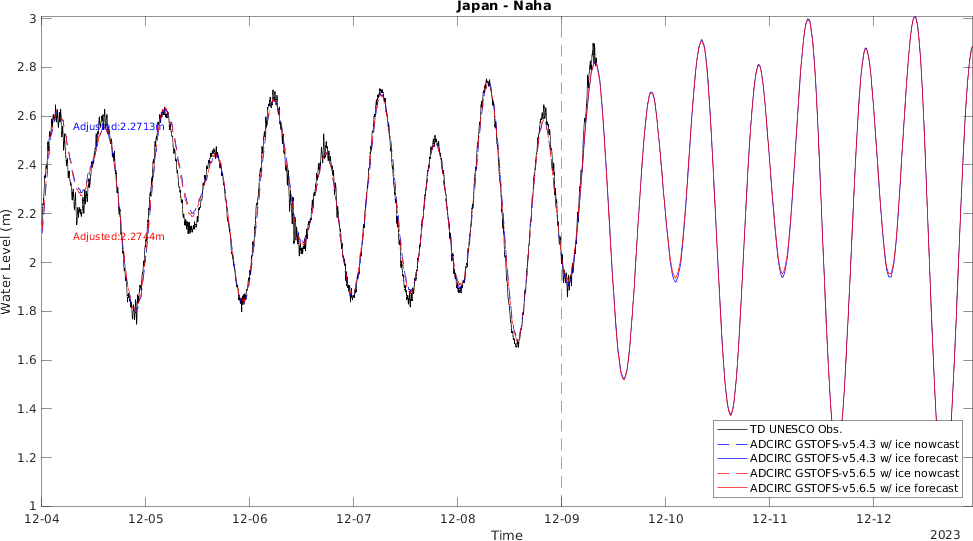 Japan - Naha
3
2.8
2.6
2.4
2.2
2
1.8
1.6
1.4
1.2
1
Water Level (m)
Adjusted:2.2713m
Adjusted:2.2744m
TD UNESCO Obs.
ADCIRC GSTOFS-v5.4.3 w/ ice nowcast
ADCIRC GSTOFS-v5.4.3 w/ ice forecast
ADCIRC GSTOFS-v5.6.5 w/ ice nowcast
ADCIRC GSTOFS-v5.6.5 w/ ice forecast
12-04 12-05 12-06 12-07 12-08 12-09 12-10 12-11 12-12
Time
2023